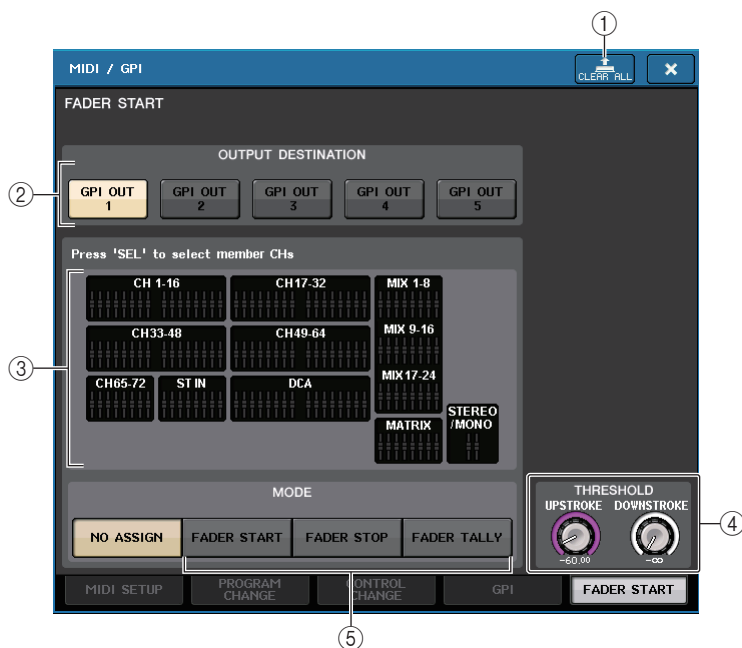 ①
MIDI / GPI
CLEAR ALL
FADER START
OUTPUT DESTINATION
②
GPI OUT 1
GPI OUT 2
GPI OUT 3
GPI OUT 4
GPI OUT 5
Press 'SEL' to select member CHs
③
CH 1-16
CH17-32
MIX 1-8
CH33-48
CH49-64
MIX 9-16
CH65-72
ST IN
DCA
MIX17-24
MATRIX
STEREO
/MONO
MODE
NO ASSIGN
FADER START
FADER STOP
FADER TALLY
THRESHOLD
UPSTROKE
DOWNSTROKE
-60.00
-∞
④
MIDI SETUP
PROGRAM
CHANGE
CONTROL
CHANGE
GPI
FADER START
⑤